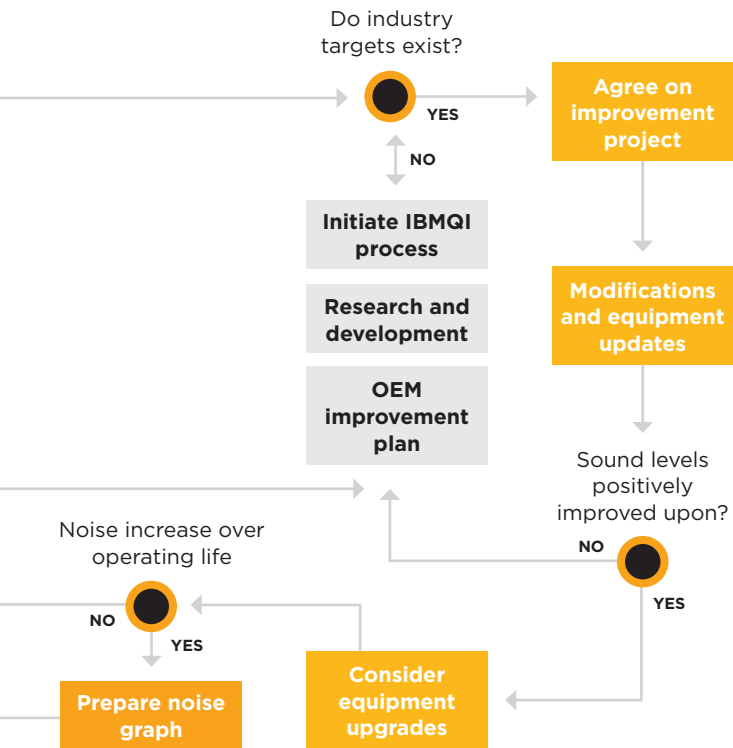 Do industry
targets exist?
YES
Agree on
improvement
project
NO
Initiate IBMQI
process
Research and
development
OEM
improvement
plan
Modifications
and equipment
updates
Sound levels
positively
improved upon?
NO
YES
Noise increase over
operating life
NO
YES
Prepare noise
graph
Consider
equipment
upgrades